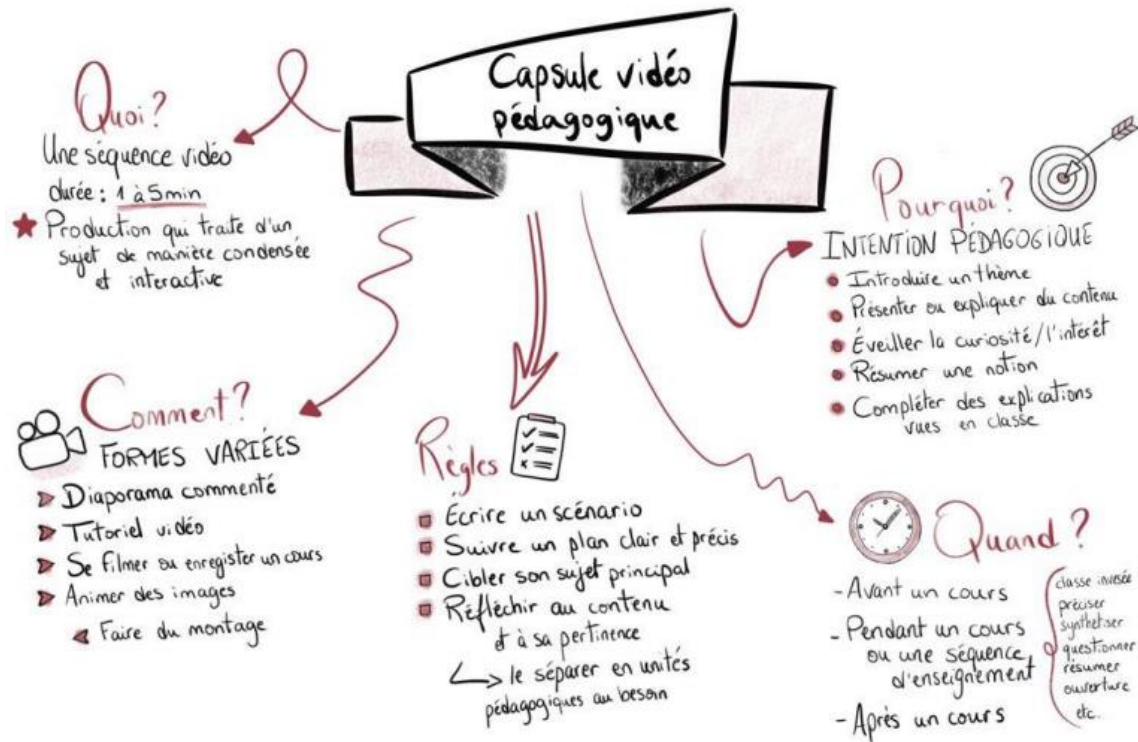 Capsule vidéo
pédagogique
Quoi?
Une séquence vidéo
durée : 1 à 5min
Production qui traite d'un
sujet de manière condensée
et interactive
Pourquoi?
INTENTION PÉDAGOGIQUE
Introduire un thème
Présenter ou expliquer du contenu
Éveiller la curiosité/l'intérêt
Résumer une notion
Compléter des explications
vues en classe
Comment?
FORMES VARIÉES
Diaporama commenté
Tutoriel vidéo
Se filmer ou enregister un cours
Animer des images
Faire du montage
Règles
Écrire un scénario
Suivre un plan clair et précis
Cibler son sujet principal
Réfléchir au contenu
et à sa pertinence
le séparer en unités
pédagogiques au besoin
Quand?
- Avant un cours
- Pendant un cours
ou une séquence
d'enseignement
- Après un cours
classe inversée
préciser
synthétiser
questionner
résumer
ouverture
etc.